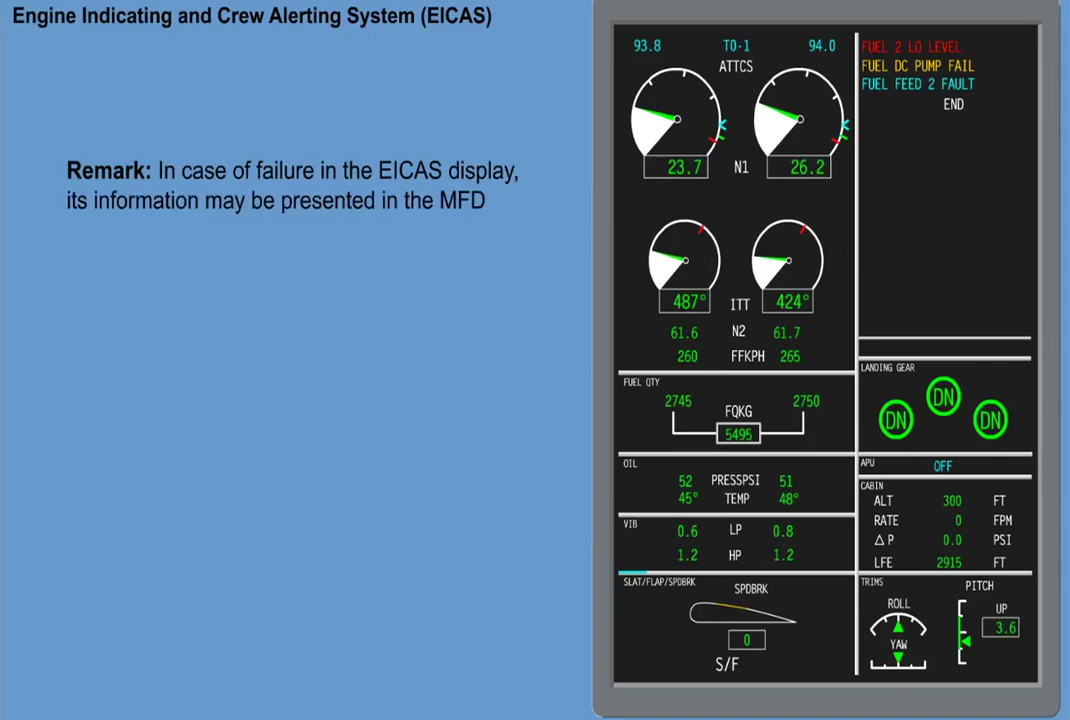 Engine Indicating and Crew Alerting System (EICAS)
Remark: In case of failure in the EICAS display,
its information may be presented in the MFD
93.8 TO-1 94.0
ATTCS
23.7 N1 26.2
487° ITT 424°
61.6 N2 61.7
260 FFKPH 265
FUEL QTY
2745 FQKG 2750
5495
OIL
52 PRESSPSI 51
45° TEMP 48°
VIB
0.6 LP 0.8
1.2 HP 1.2
SLAT/FLAP/SPDBRK
SPDBRK
0
S/F
FUEL 2 LO LEVEL
FUEL DC PUMP FAIL
FUEL FEED 2 FAULT
END
LANDING GEAR
DN DN DN
APU OFF
CABIN
ALT 300 FT
RATE 0 FPM
△ P 0.0 PSI
LFE 2915 FT
TRIMS
PITCH
ROLL
UP
3.6
YAW